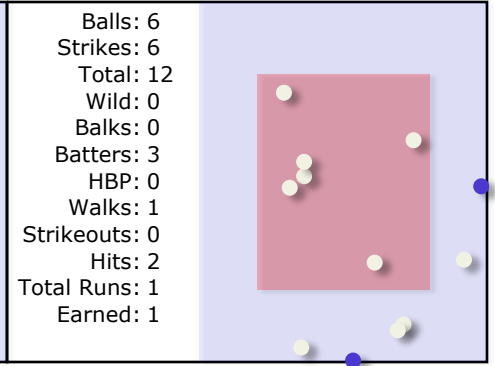 Balls: 6
Strikes: 6
Total: 12
Wild: 0
Balks: 0
Batters: 3
HBP: 0
Walks: 1
Strikeouts: 0
Hits: 2
Total Runs: 1
Earned: 1